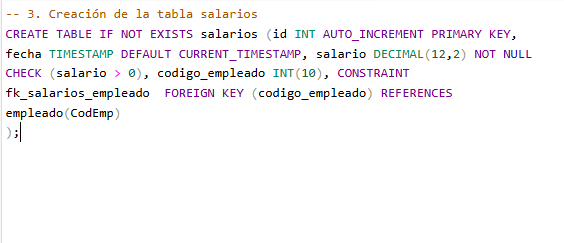 -- 3. Creación de la tabla salarios
CREATE TABLE IF NOT EXISTS salarios (id INT AUTO_INCREMENT PRIMARY KEY,
fecha TIMESTAMP DEFAULT CURRENT_TIMESTAMP, salario DECIMAL(12,2) NOT NULL
CHECK (salario > 0), codigo_empleado INT(10), CONSTRAINT
fk_salarios_empleado  FOREIGN KEY (codigo_empleado) REFERENCES
empleado(CodEmp)
);